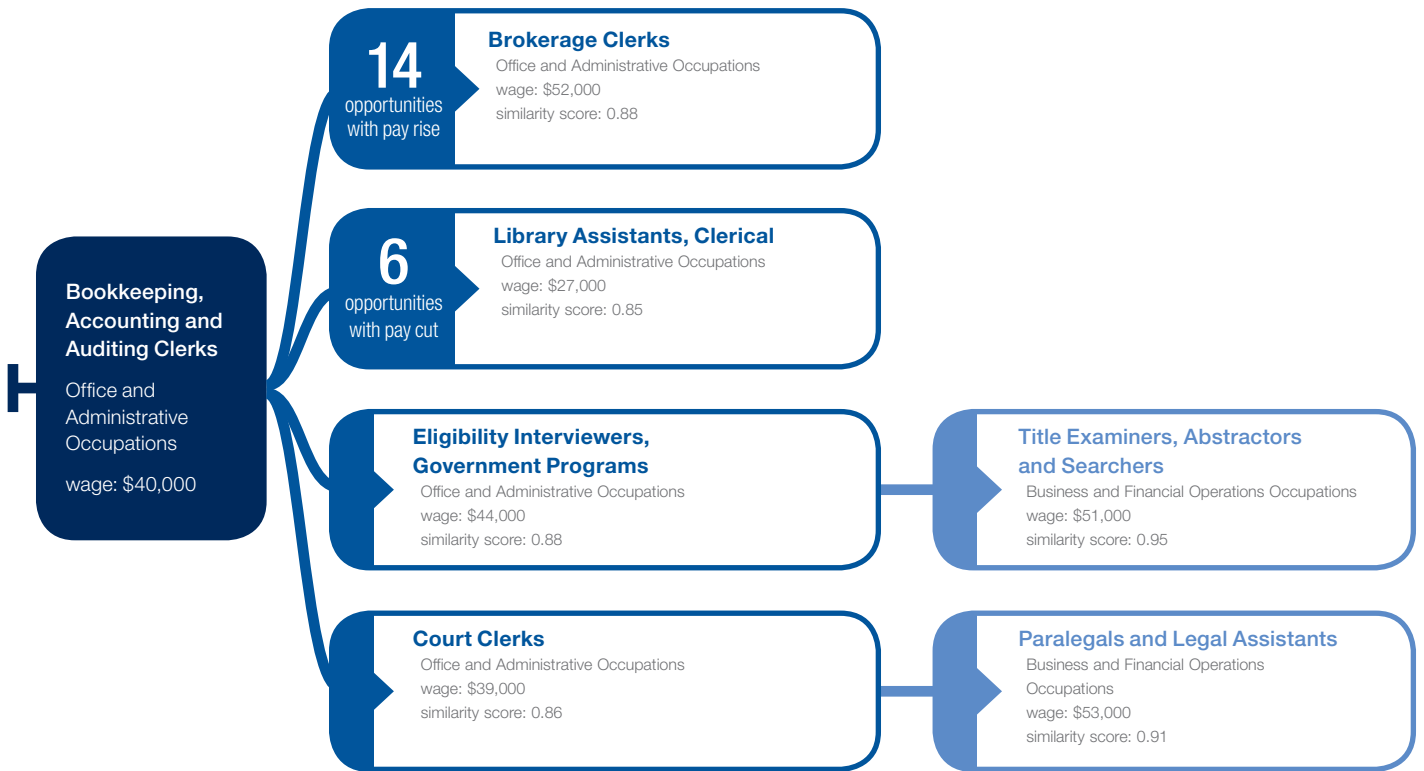 Bookkeeping,
Accounting and
Auditing Clerks
Office and
Administrative
Occupations
wage: $40,000
14
opportunities
with pay rise
Brokerage Clerks
Office and Administrative Occupations
wage: $52,000
similarity score: 0.88
6
opportunities
with pay cut
Library Assistants, Clerical
Office and Administrative Occupations
wage: $27,000
similarity score: 0.85
Eligibility Interviewers,
Government Programs
Office and Administrative Occupations
wage: $44,000
similarity score: 0.88
Title Examiners, Abstractors
and Searchers
Business and Financial Operations Occupations
wage: $51,000
similarity score: 0.95
Court Clerks
Office and Administrative Occupations
wage: $39,000
similarity score: 0.86
Paralegals and Legal Assistants
Business and Financial Operations
Occupations
wage: $53,000
similarity score: 0.91